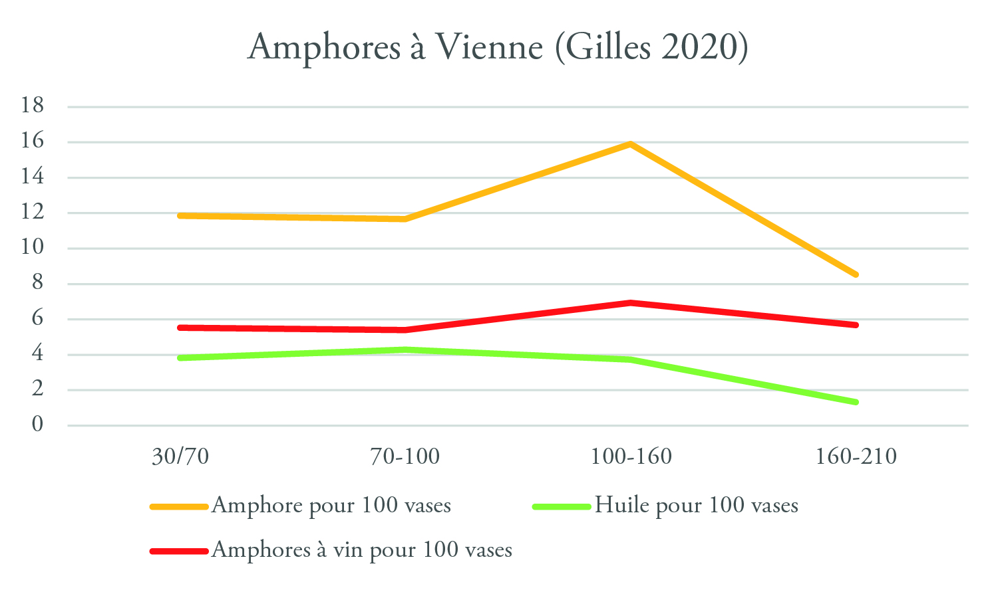 Amphores à Vienne (Gilles 2020)
18
16
14
12
10
8
6
4
2
0
30/70 70-100 100-160 160-210
Amphore pour 100 vases Huile pour 100 vases
Amphores à vin pour 100 vases